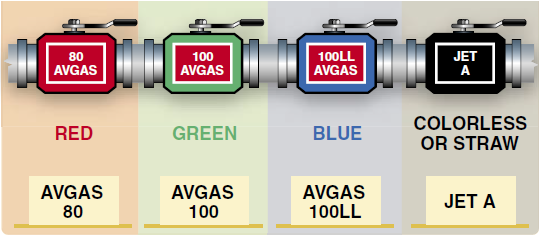 80
AVGAS
100
AVGAS
100LL
AVGAS
JET
A
RED
GREEN
BLUE
COLORLESS
OR STRAW
AVGAS
80
AVGAS
100
AVGAS
100LL
JET A